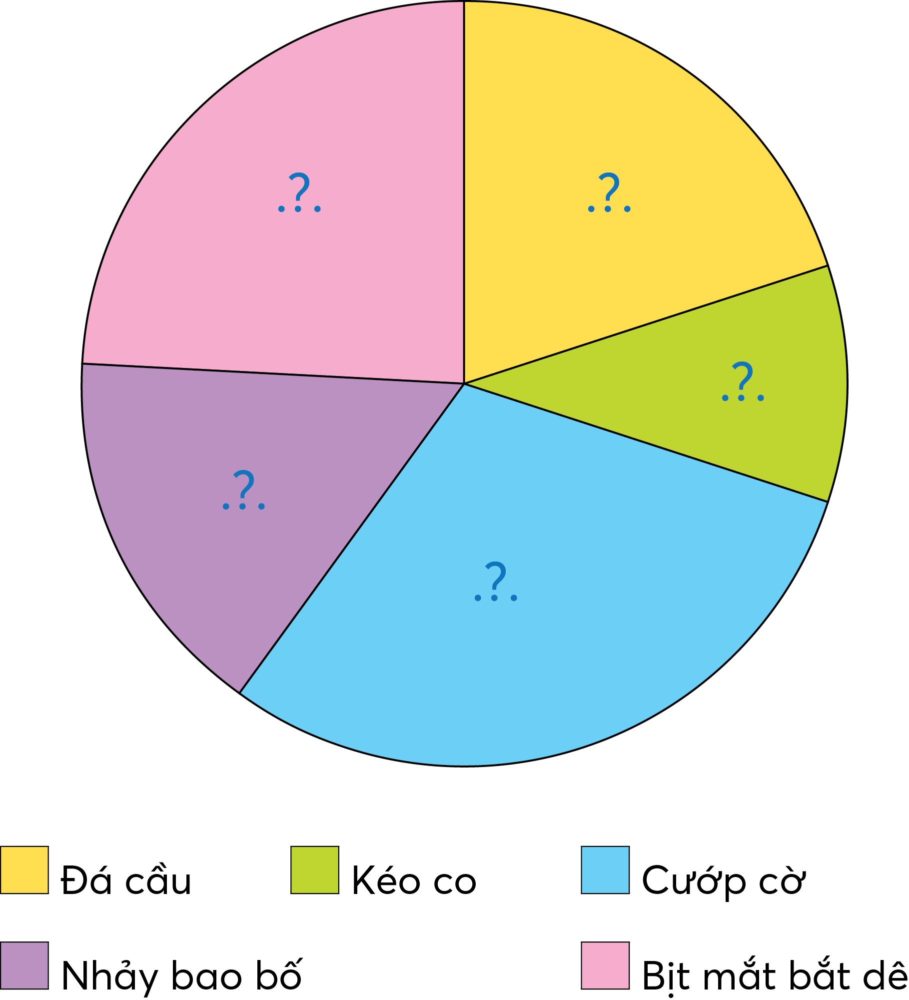 .?.
.?.
.?.
.?.
.?.
Đá cầu
Kéo co
Cướp cờ
Nhảy bao bố
Bịt mắt bắt dê